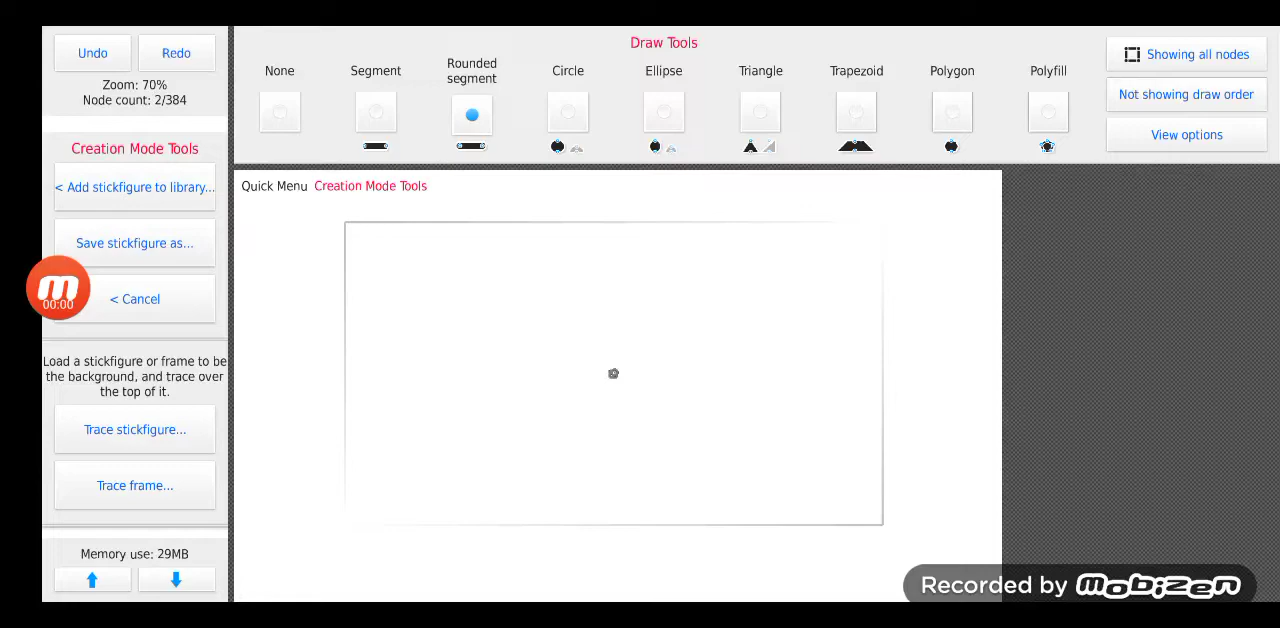 Undo
Redo
Zoom: 70%
Node count: 2/384
Creation Mode Tools
< Add stickfigure to library...
Save stickfigure as...
00:00
< Cancel
Load a stickfigure or frame to be
the background, and trace over
the top of it.
Trace stickfigure...
Trace frame...
Memory use: 29MB
Draw Tools
None
Segment
Rounded
segment
Circle
Ellipse
Triangle
Trapezoid
Polygon
Polyfill
Showing all nodes
Not showing draw order
View options
Quick Menu Creation Mode Tools
Recorded by mobizen